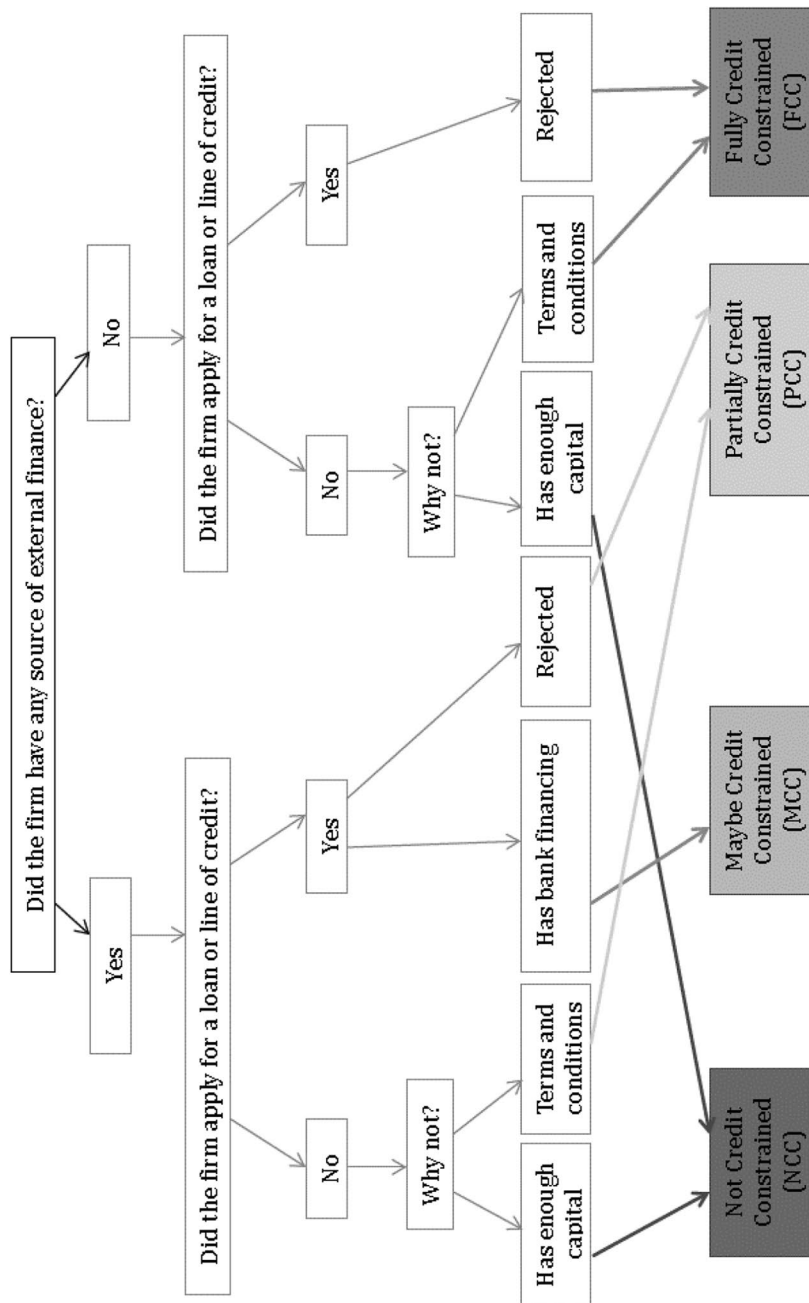 Did the firm have any source of external finance?
Yes
No
Did the firm apply for a loan or line of credit?
Did the firm apply for a loan or line of credit?
No
Yes
No
Yes
Why not?
Why not?
Has enough
capital
Terms and
conditions
Has bank financing
Rejected
Has enough
capital
Terms and
conditions
Rejected
Not Credit
Constrained
(NCC)
Maybe Credit
Constrained
(MCC)
Partially Credit
Constrained
(PCC)
Fully Credit
Constrained
(FCC)